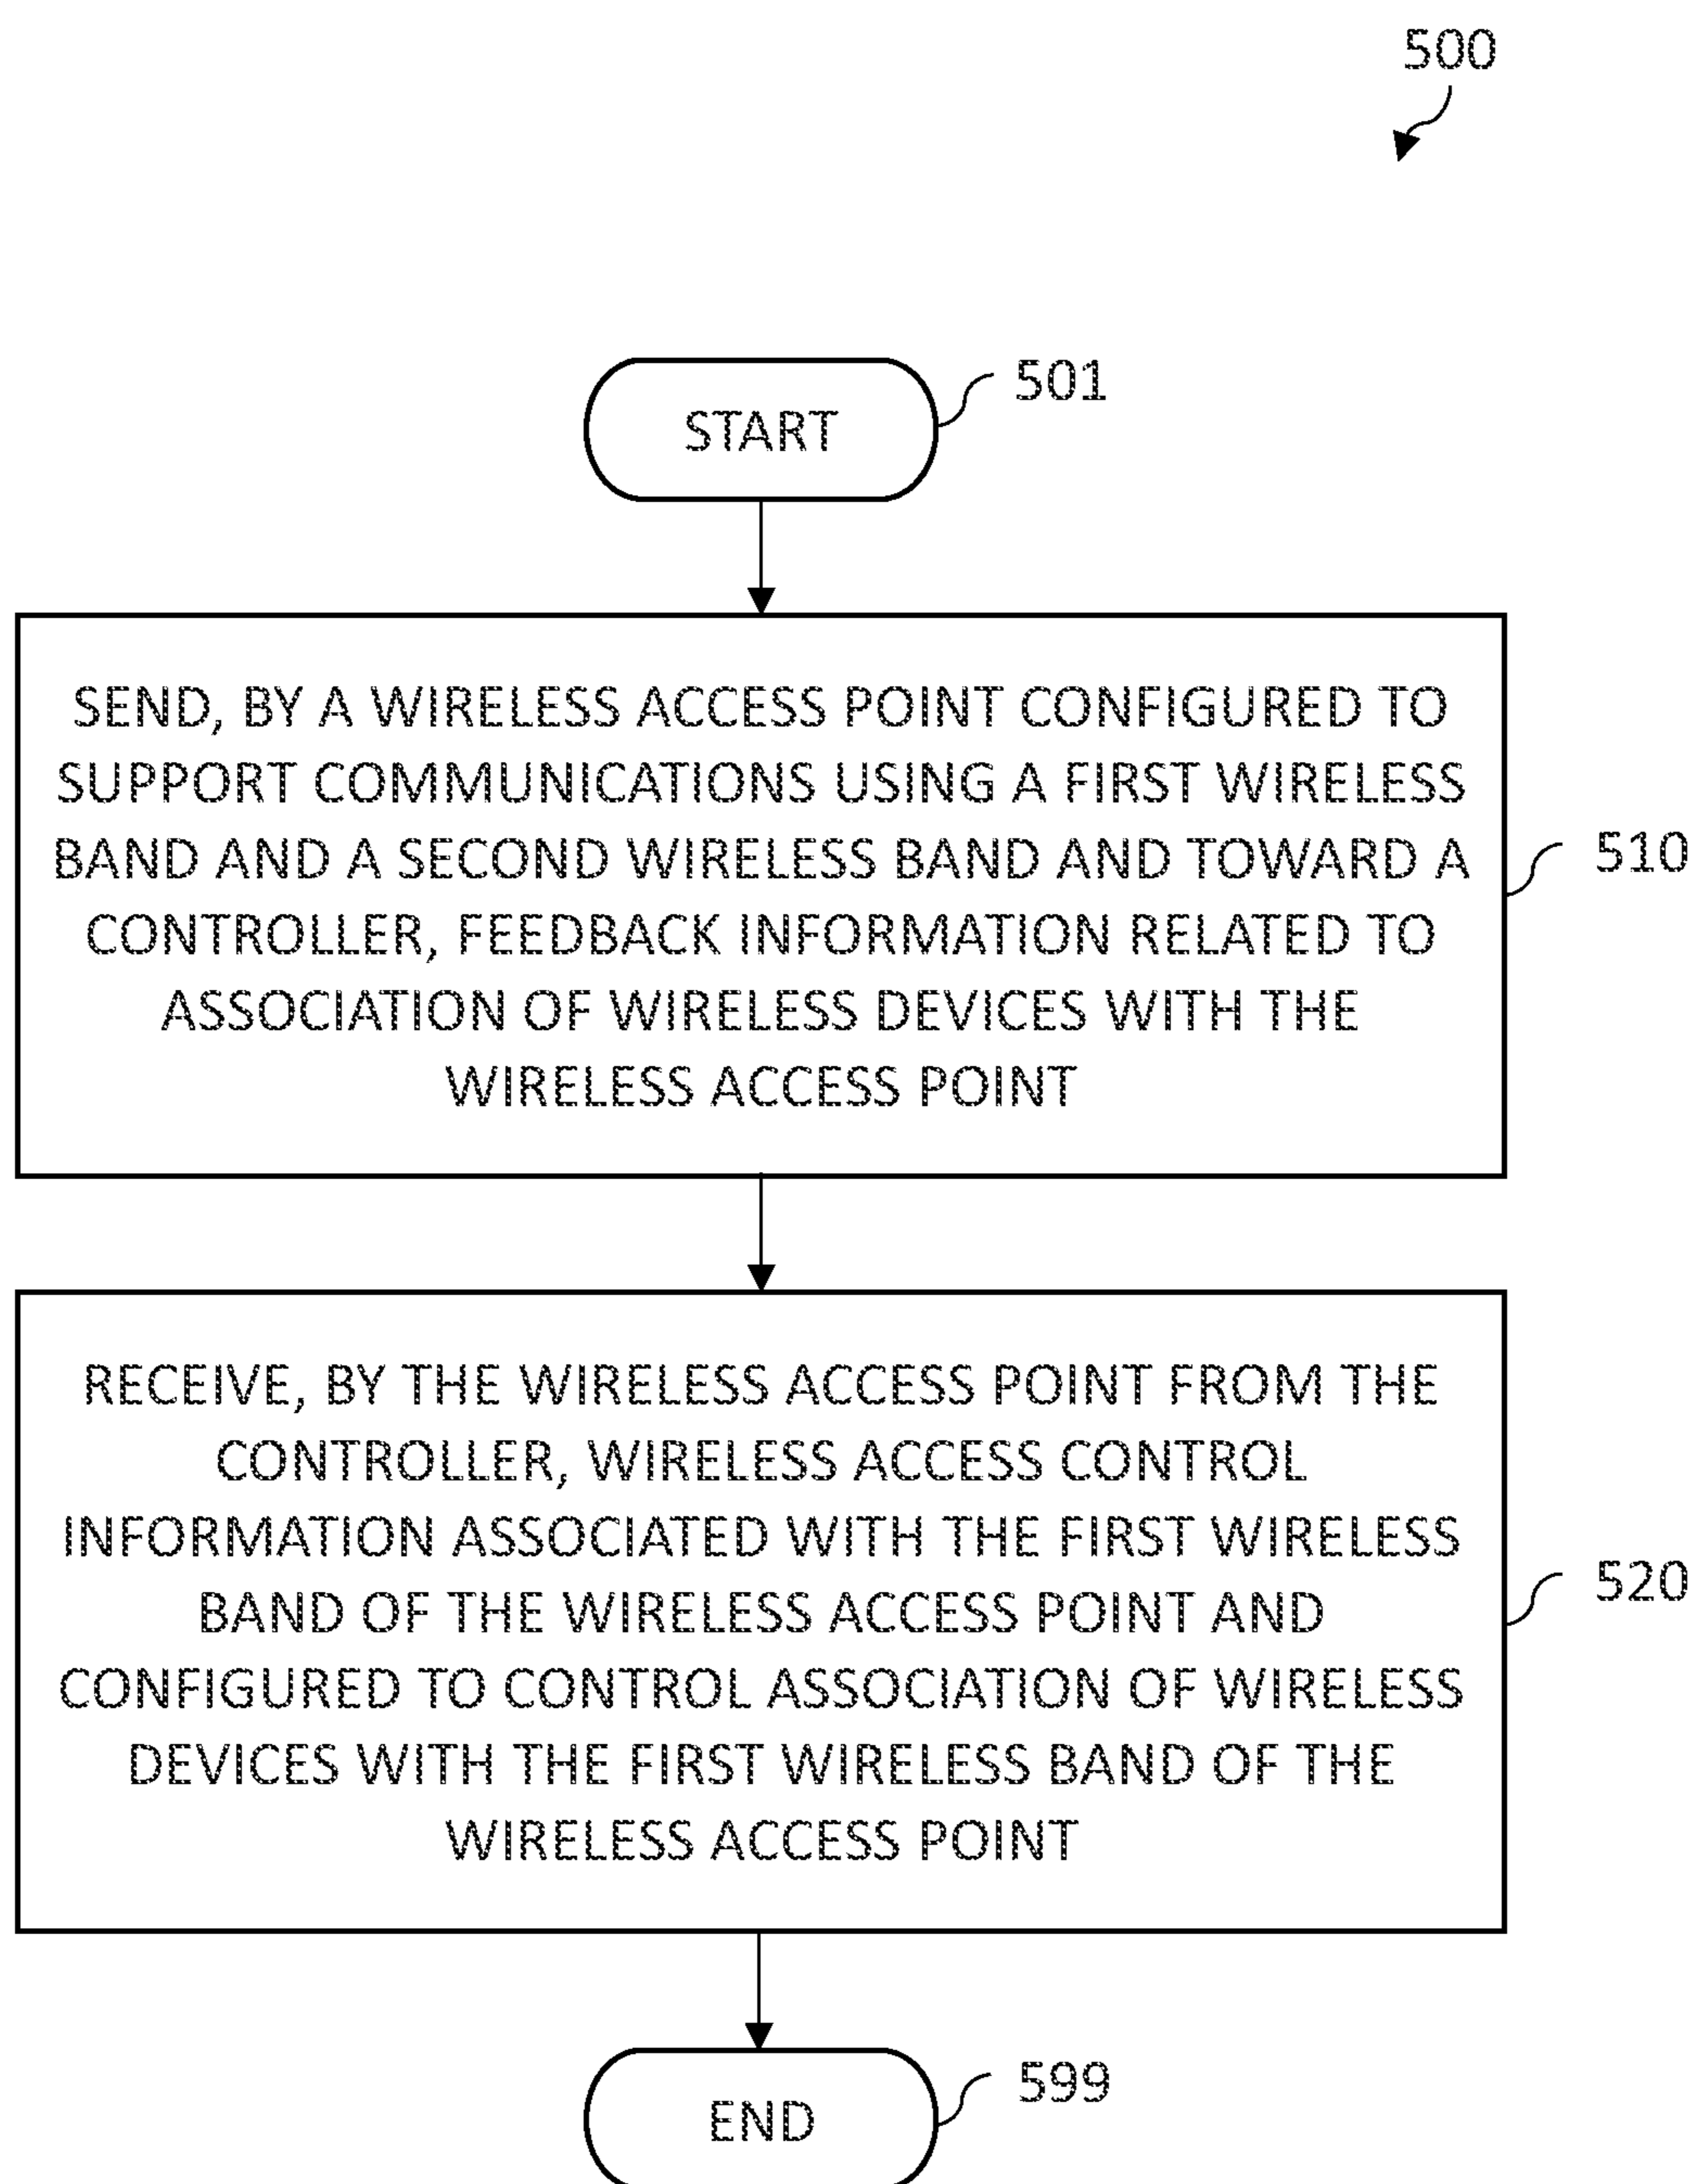 500
START
501
SEND, BY A WIRELESS ACCESS POINT CONFIGURED TO
SUPPORT COMMUNICATIONS USING A FIRST WIRELESS
BAND AND A SECOND WIRELESS BAND AND TOWARD A
CONTROLLER, FEEDBACK INFORMATION RELATED TO
ASSOCIATION OF WIRELESS DEVICES WITH THE
WIRELESS ACCESS POINT
510
RECEIVE, BY THE WIRELESS ACCESS POINT FROM THE
CONTROLLER, WIRELESS ACCESS CONTROL
INFORMATION ASSOCIATED WITH THE FIRST WIRELESS
BAND OF THE WIRELESS ACCESS POINT AND
CONFIGURED TO CONTROL ASSOCIATION OF WIRELESS
DEVICES WITH THE FIRST WIRELESS BAND OF THE
WIRELESS ACCESS POINT
520
END
599